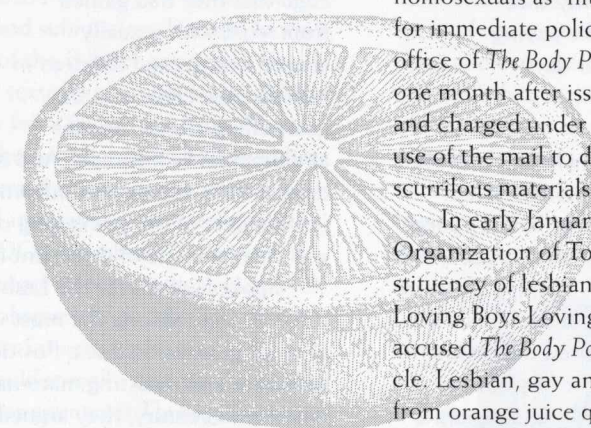 homosexuals as
for immediate polic
office of The Body P
one month after iss
and charged under
use of the mail to d
scurrilous materials
In early Januar
Organization of To
stituency of lesbian
Loving Boys Loving
accused The Body Po
cle. Lesbian, gay an
from orange juice q